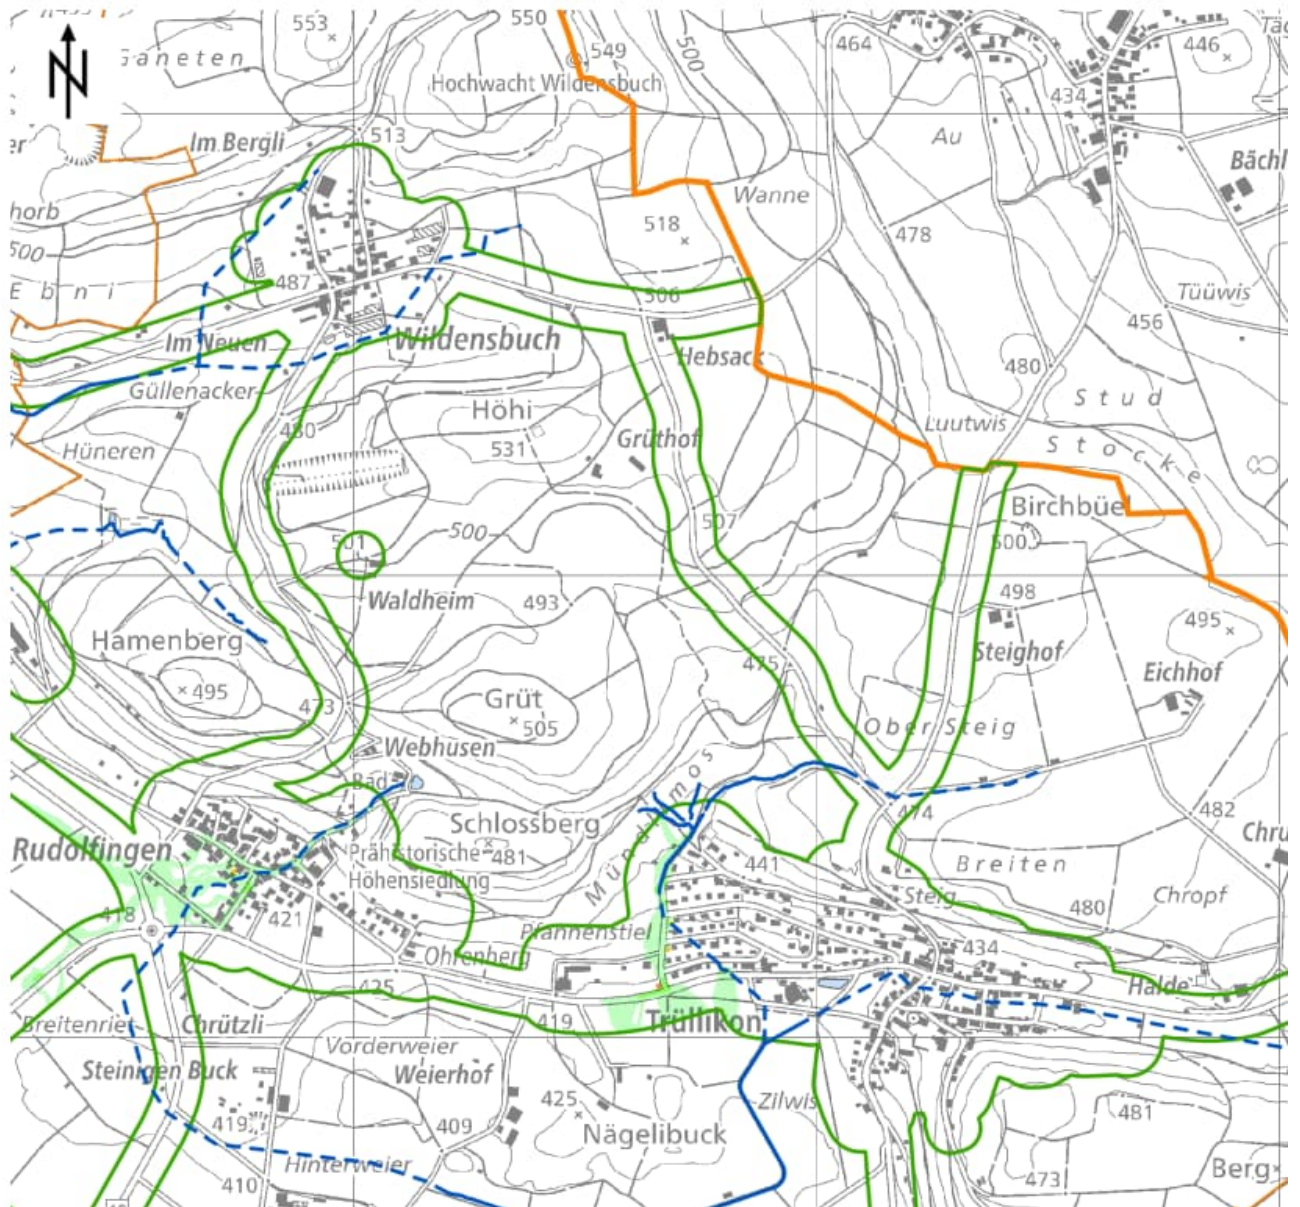 553
550
549
Hochwacht Wildensbuch
500
464
446
N
Ganeten
434
Im Bergli
513
Au
Bächl
horb
500
Ebni
Wanne
518
478
487
506
Tüüwis
456
Im Neuen
Wildensbuch
Hebsack
480
Güllenacker
Höhi
Stud
480
Luutwis
Hüneren
531
Grüthof
Stocke
507
Birchbüel
500
501
500
Waldheim
493
498
495
Hamenberg
475
Steighof
Eichhof
495
Grüt
473
505
Ober Steig
Webhusen
Bad
474
482
Schlossberg
Chru
Rudolfingen
Prähistorische
481
Höhensiedlung
Müdelmos
441
Breiten
Chropf
418
421
Steig
480
Pfannenstiel
434
Ohrenberg
425
Halde
Breitenriet
Chrützli
419
Trüllikon
Vorderweier
Steinigen Buck
Weierhof
425
Zilwis
481
419
409
Nägelibuck
Hinterweier
410
473
Berg